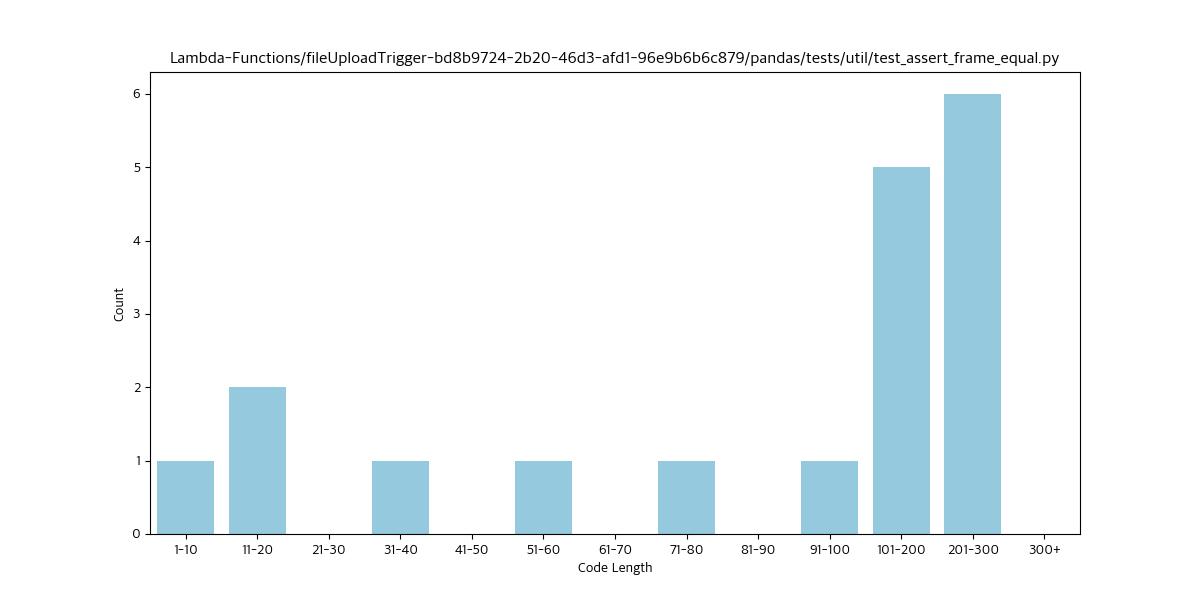 Lambda-Functions/fileUploadTrigger-bd8b9724-2b20-46d3-afd1-96e9b6b6c879/pandas/tests/util/test_assert_frame_equal.py
6
5
4
3
2
1
0
Count
1-10 11-20 21-30 31-40 41-50 51-60 61-70 71-80 81-90 91-100 101-200 201-300 300+
Code Length